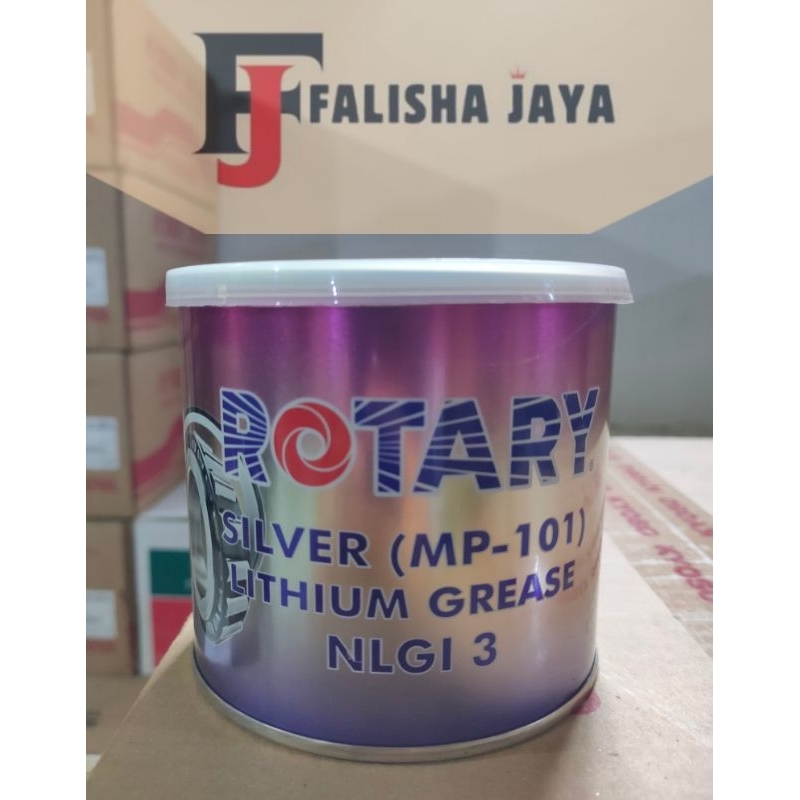 FJ FALISHA JAYA
ROTARY®
SILVER (MP-101)
LITHIUM GREASE
NLGI 3